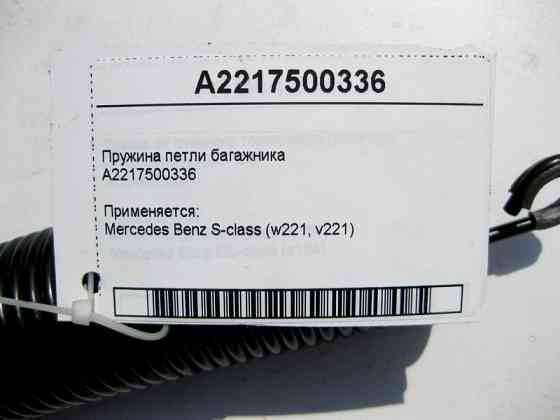 A2217500336
Пружина петли багажника
A2217500336
Применяется:
Mercedes Benz S-class (w221, v221)